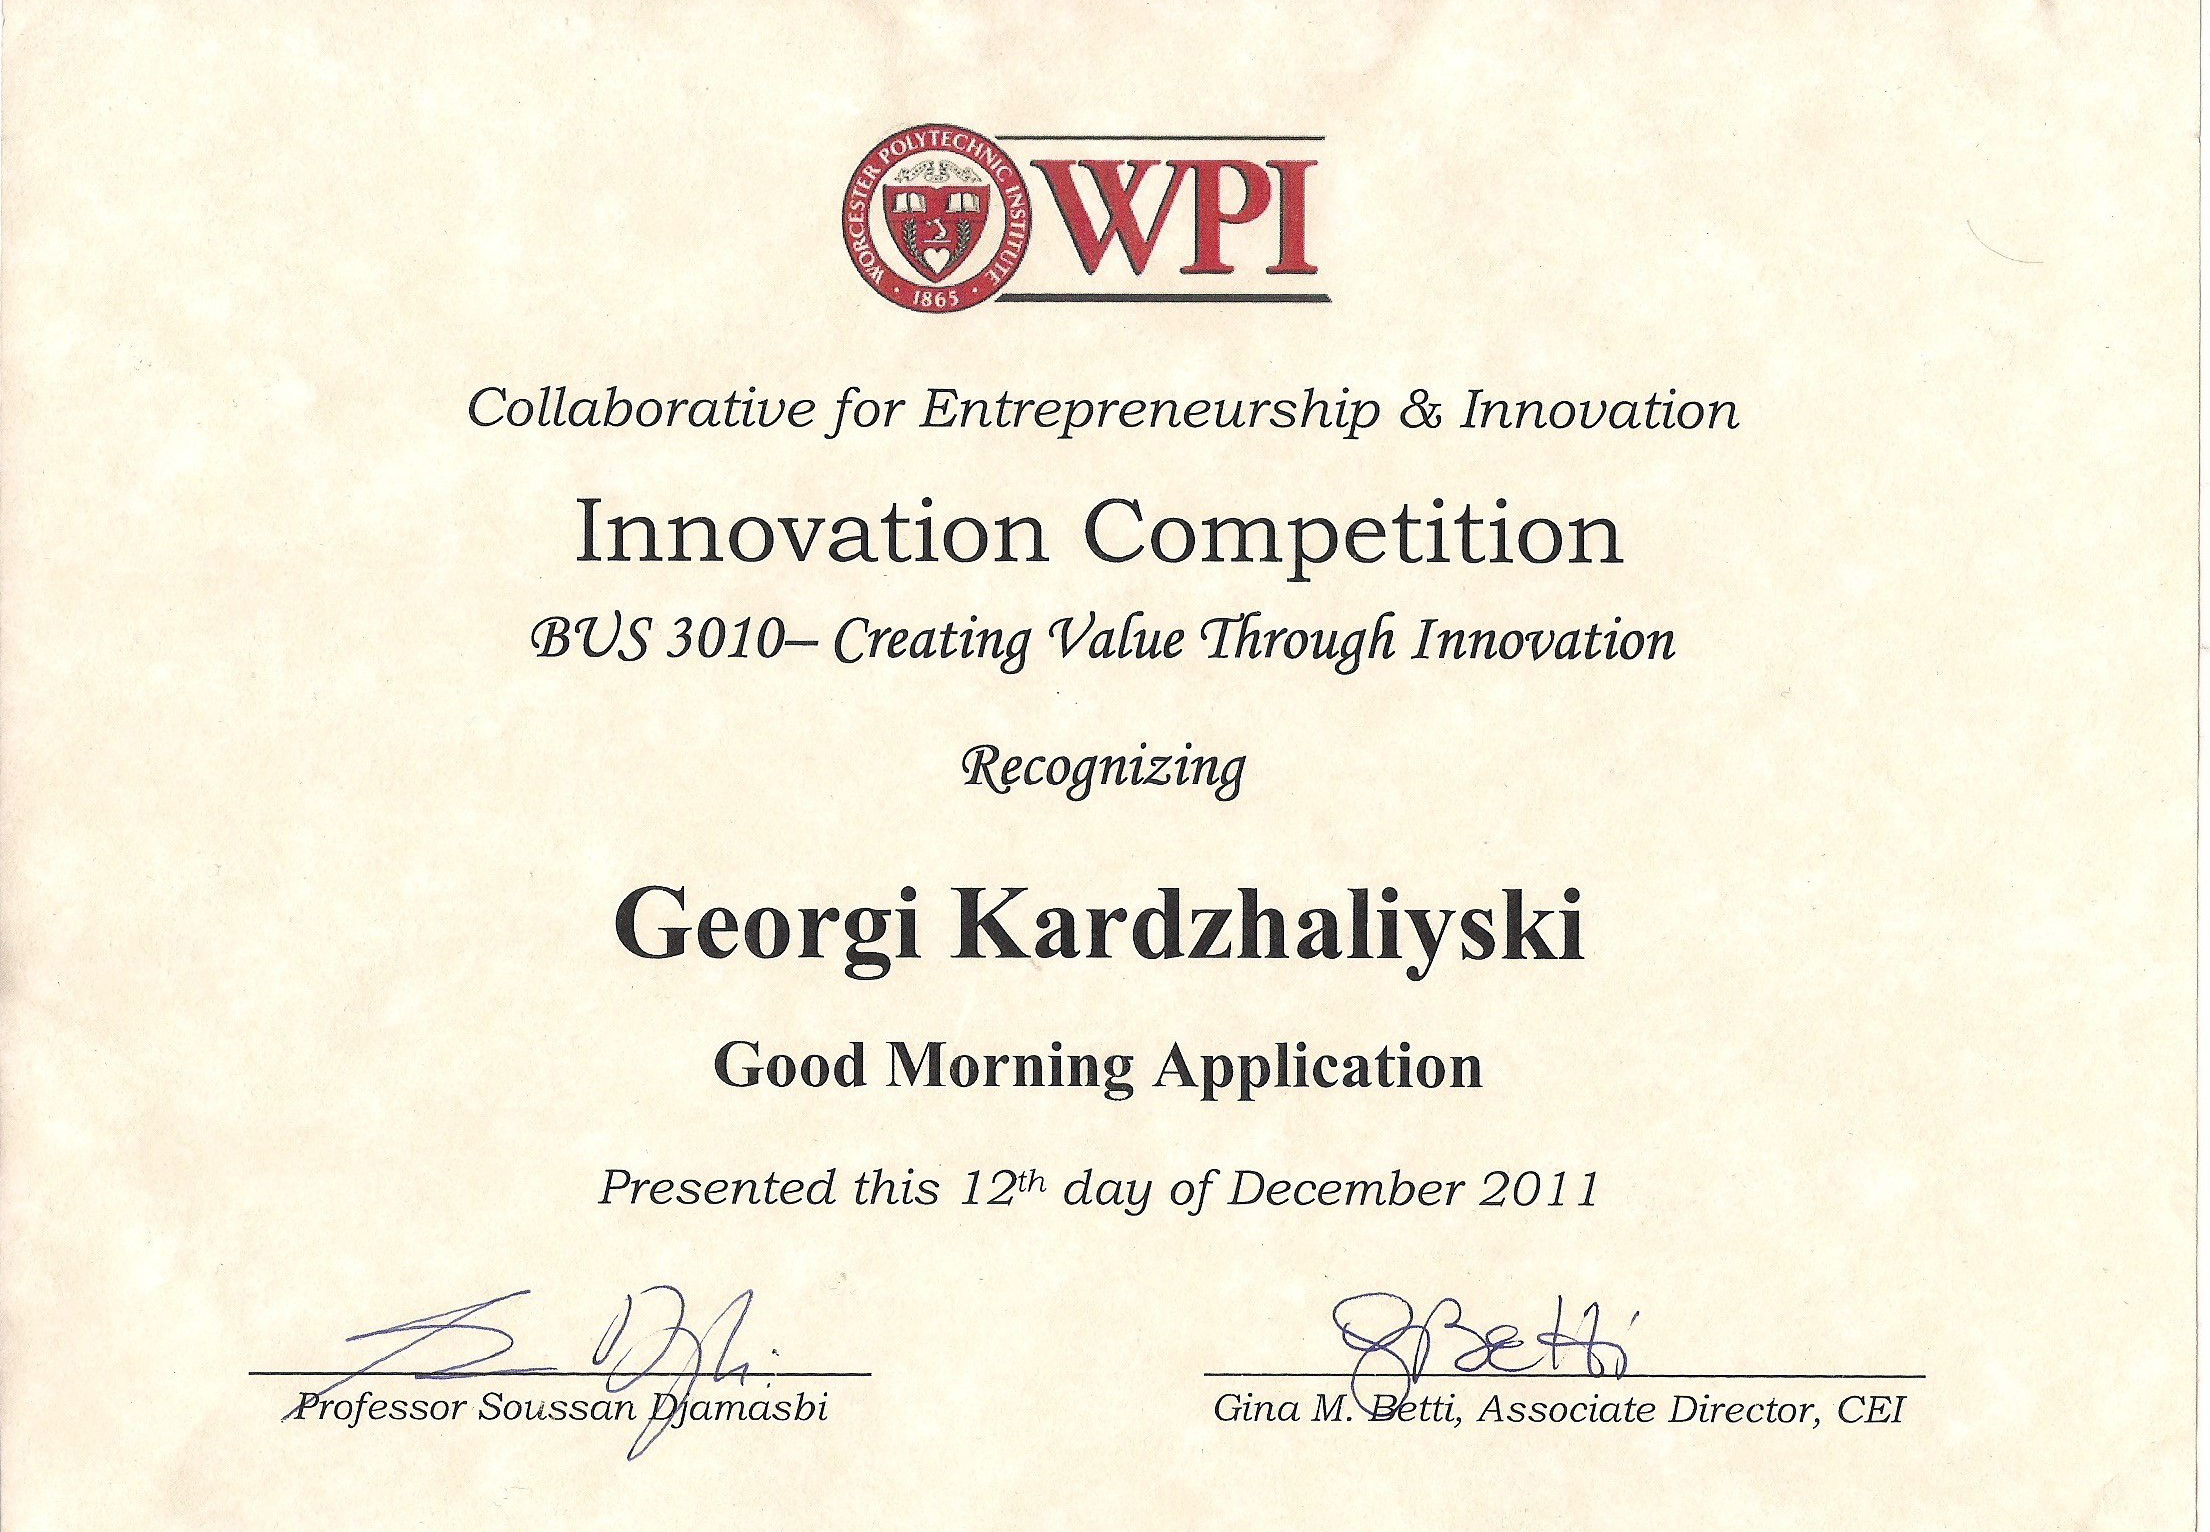 WORCESTER POLYTECHNIC INSTITUTE
1865
WPI
Collaborative for Entrepreneurship & Innovation
Innovation Competition
BUS 3010– Creating Value Through Innovation
Recognizing
Georgi Kardzhaliyski
Good Morning Application
Presented this 12th day of December 2011
Professor Soussan Djamasbi
GBetti
Gina M. Betti, Associate Director, CEI